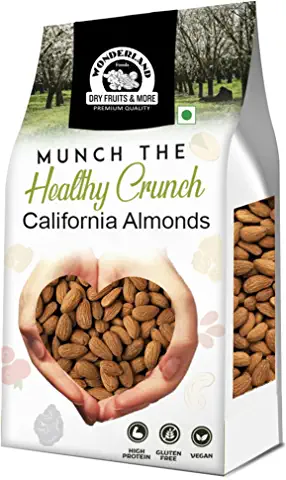 WONDERLAND
Foods
DRY FRUITS & MORE
PREMIUM QUALITY
MUNCH THE
Healthy Crunch
California Almonds
HIGH
PROTEIN
GLUTEN
FREE
VEGAN